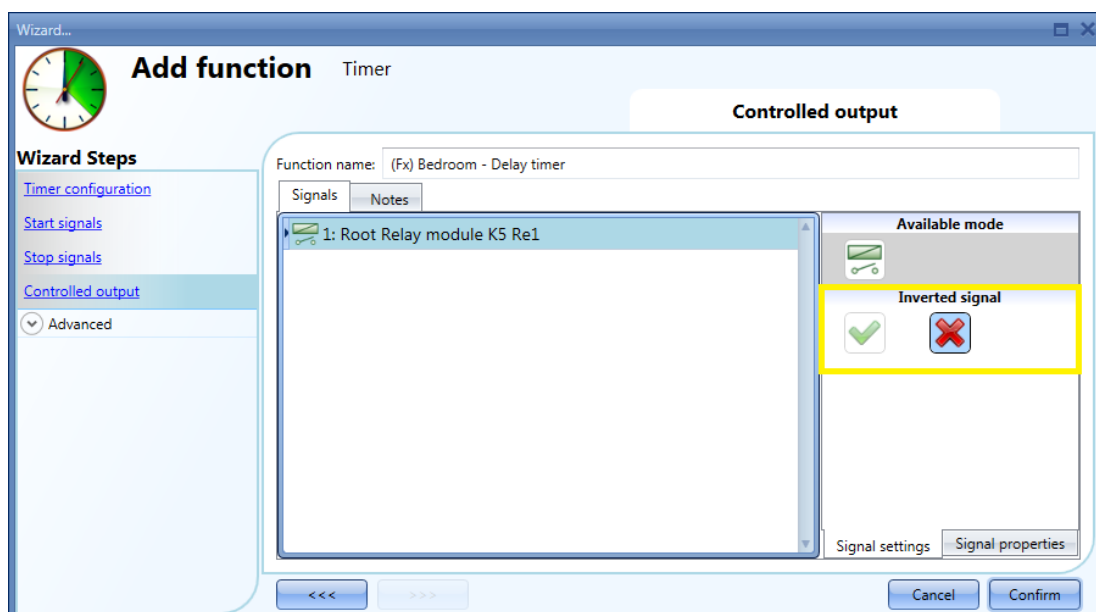 Wizard...
Add function Timer
Controlled output
Wizard Steps
Timer configuration
Start signals
Stop signals
Controlled output
Advanced
Function name: (Fx) Bedroom - Delay timer
Signals Notes
1: Root Relay module K5 Re1
Available mode
Inverted signal
Signal settings Signal properties
<<< >>> Cancel Confirm